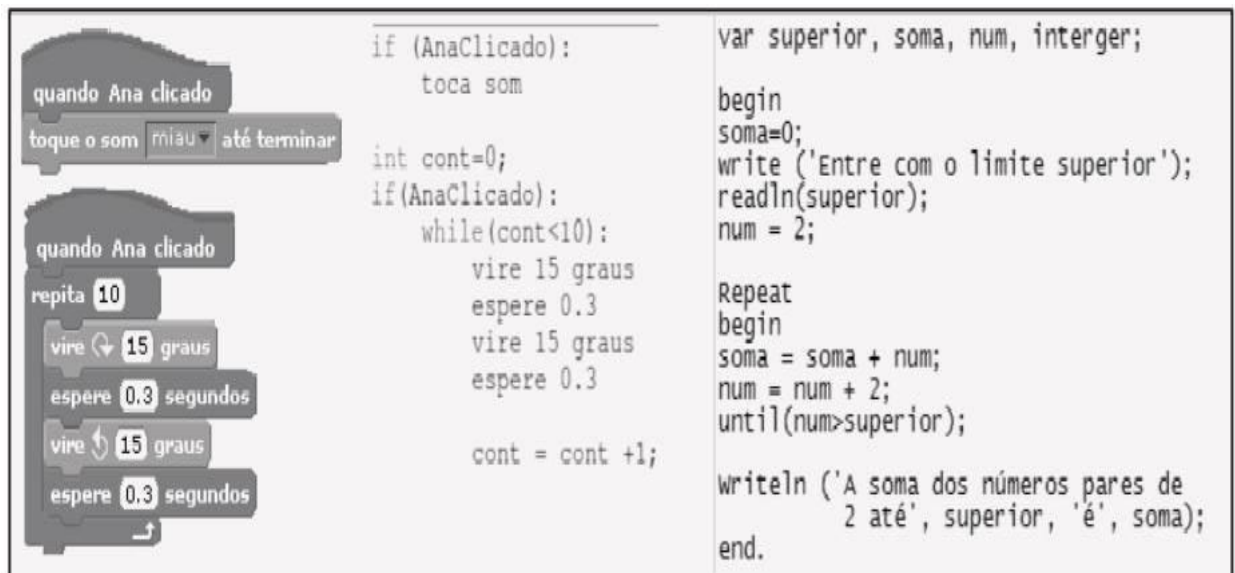 quando Ana clicado
toque o som miau até terminar
quando Ana clicado
repita 10
vire 15 graus
espere 0.3 segundos
vire 15 graus
espere 0.3 segundos
if (AnaClicado):
toca som
int cont=0;
if(AnaClicado):
while(cont<10):
vire 15 graus
espere 0.3
vire 15 graus
espere 0.3
cont = cont +1;
var superior, soma, num, interger;
begin
soma=0;
write ('Entre com o limite superior');
readln(superior);
num = 2;
Repeat
begin
soma = soma + num;
num = num + 2;
until(num>superior);
Writeln ('A soma dos números pares de
2 até', superior, 'é', soma);
end.